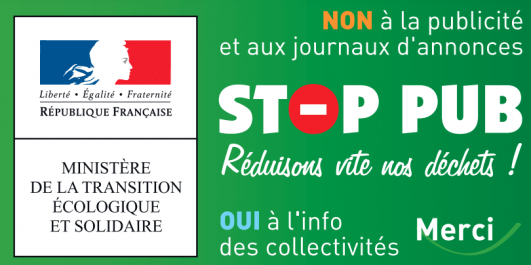 Liberté • Égalité • Fraternité
RÉPUBLIQUE FRANÇAISE
MINISTÈRE
DE LA TRANSITION
ÉCOLOGIQUE
ET SOLIDAIRE
NON à la publicité
et aux journaux d'annonces
STOP PUB
Réduisons vite nos déchets !
OUI à l'info
des collectivités
Merci